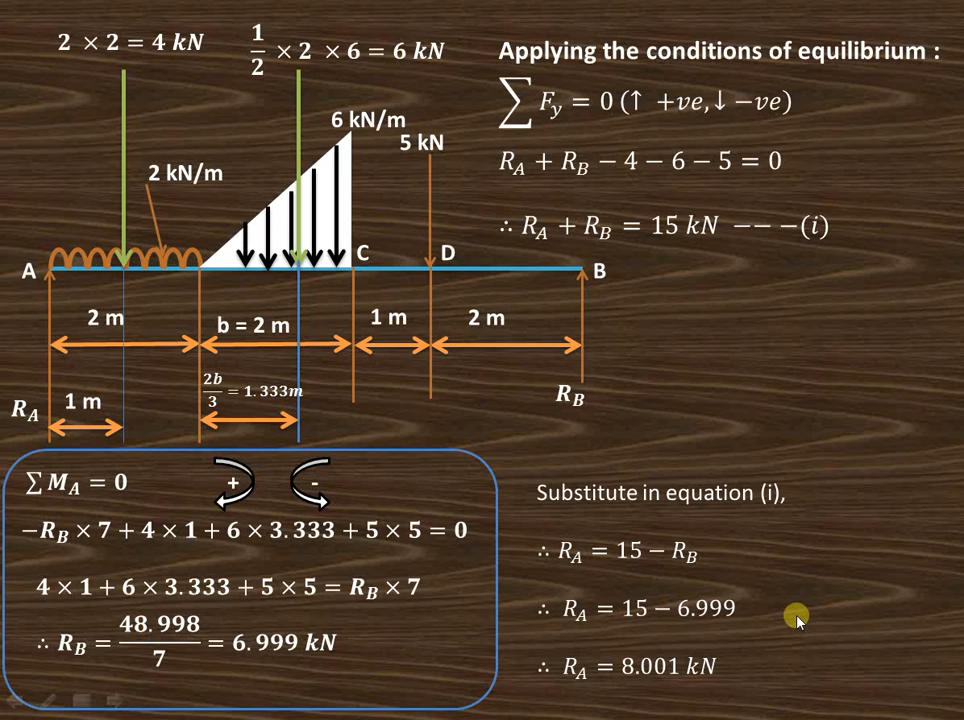 2 × 2 = 4 kN
1/2 × 2 × 6 = 6 kN
6 kN/m
5 kN
2 kN/m
A
C
D
B
2 m
b = 2 m
1 m
2 m
2b/3 = 1.333m
R_A
1 m
R_B
Applying the conditions of equilibrium :
∑ F_y = 0 (↑ +ve, ↓ −ve)
R_A + R_B − 4 − 6 − 5 = 0
∴ R_A + R_B = 15 kN −− −(i)
∑ M_A = 0
+
-
−R_B × 7 + 4 × 1 + 6 × 3.333 + 5 × 5 = 0
4 × 1 + 6 × 3.333 + 5 × 5 = R_B × 7
∴ R_B = 48.998/7 = 6.999 kN
Substitute in equation (i),
∴ R_A = 15 − R_B
∴ R_A = 15 − 6.999
∴ R_A = 8.001 kN